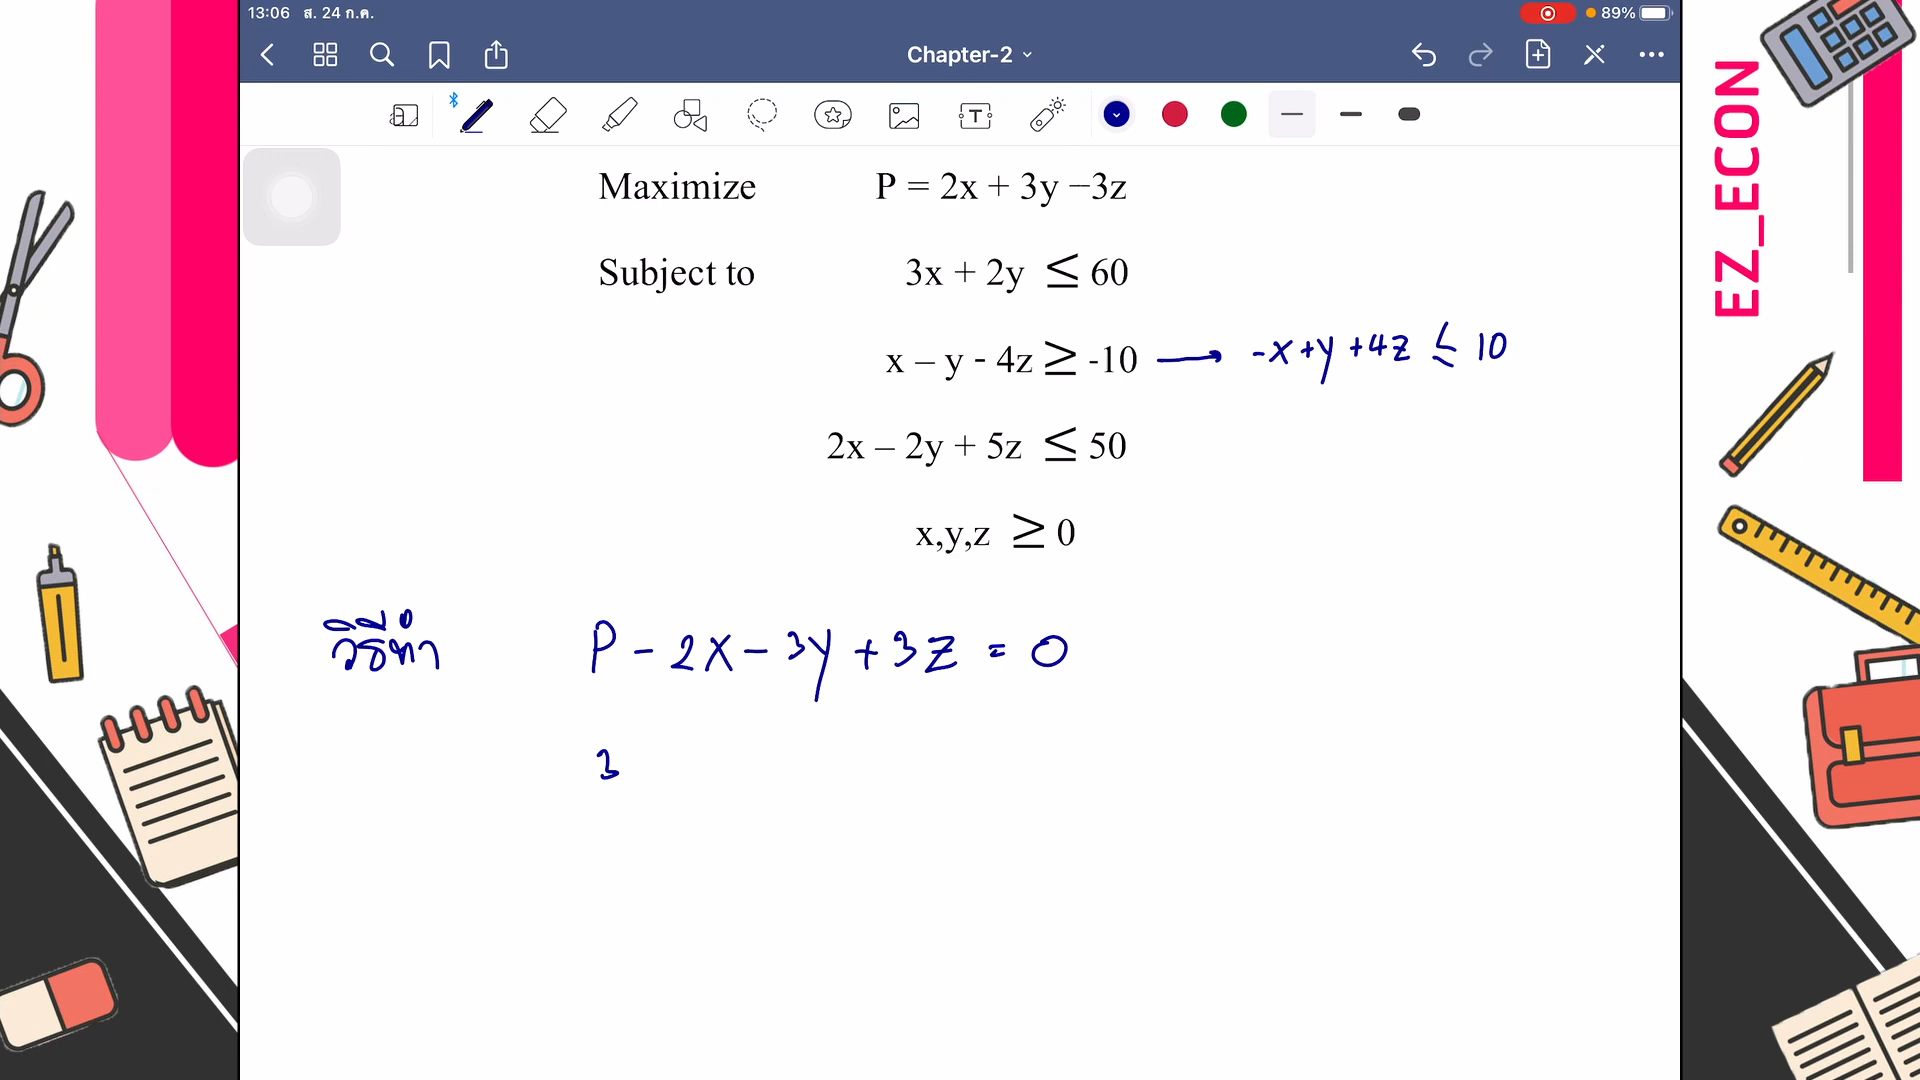 13:06 ส. 24 ก.ค.
89%
Chapter-2
EZ_ECON
Maximize P = 2x + 3y −3z
Subject to 3x + 2y ≤ 60
x – y - 4z ≥ -10 → -x+y+4z ≤ 10
2x – 2y + 5z ≤ 50
x,y,z ≥ 0
วิธีทำ P - 2x - 3y + 3z = 0
3